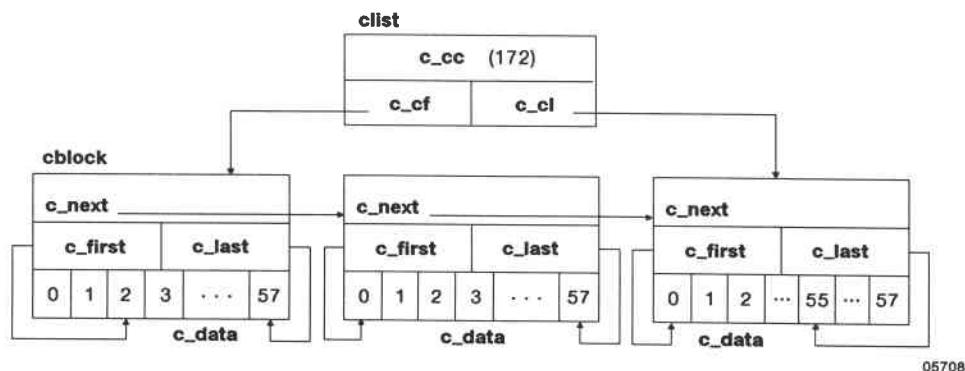 clist
c_cc (172)
c_cf c_cl
cblock
c_next c_next c_next
c_first c_last c_first c_last c_first c_last
0 1 2 3 . . . 57 0 1 2 3 . . . 57 0 1 2 ... 55 ... 57
c_data c_data c_data
05708